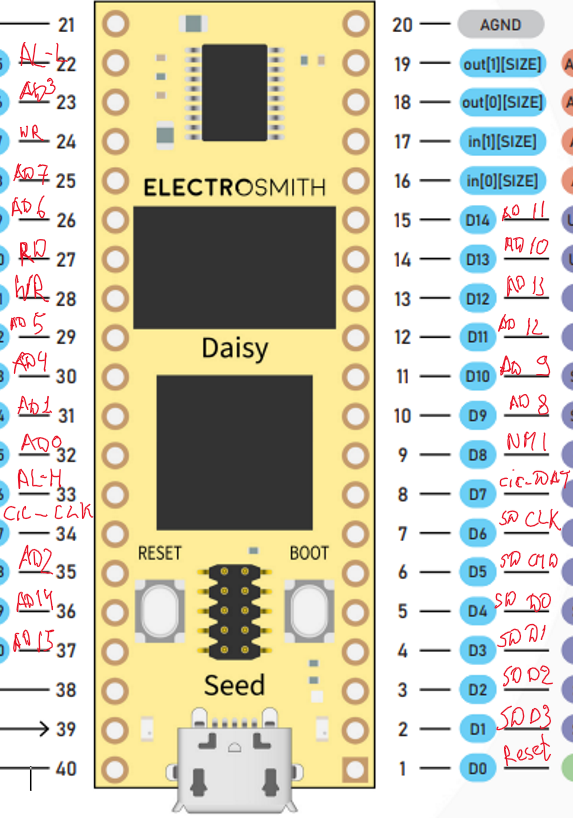 21 20 AGND
AL-L 22 19 out[1][SIZE]
AD3 23 18 out[0][SIZE]
WR 24 17 in[1][SIZE]
AD7 25 16 in[0][SIZE]
ELECTROSMITH
AD6 26 15 D14 AD 11
RD 27 14 D13 AD 10
WR 28 13 D12 AD 13
Daisy
AD 5 29 12 D11 AD 12
AD4 30 11 D10 AD 9
AD1 31 10 D9 AD 8
AD0 32 9 D8 NMI
AL-H 33 8 D7 CIC-DAT
CIC-CLK 34 7 D6 SD CLK
RESET BOOT
AD2 35 6 D5 SD CMD
AD14 36 5 D4 SD D0
AD15 37 4 D3 SD D1
Seed
38 3 D2 SD D2
39 2 D1 SD D3
40 1 D0 Reset